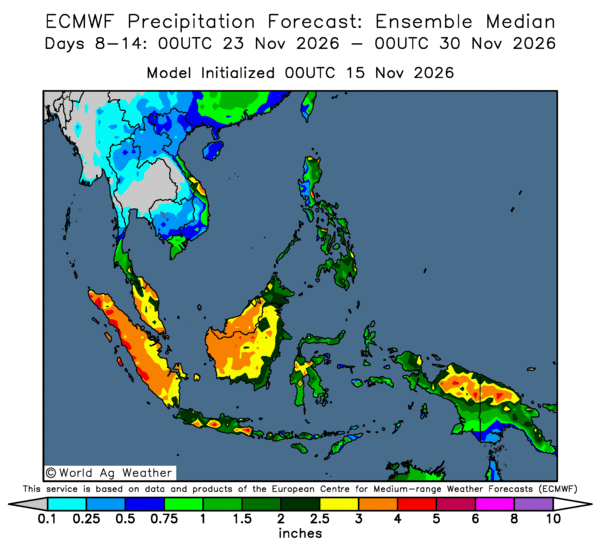 ECMWF Precipitation Forecast: Ensemble Median
Days 8-14: 00UTC 23 Nov 2026 - 00UTC 30 Nov 2026
Model Initialized 00UTC 15 Nov 2026
© World Ag Weather
This service is based on data and products of the European Centre for Medium-range Weather Forecasts (ECMWF)
0.1 0.25 0.5 0.75 1 1.5 2 2.5 3 4 5 6 8 10
inches